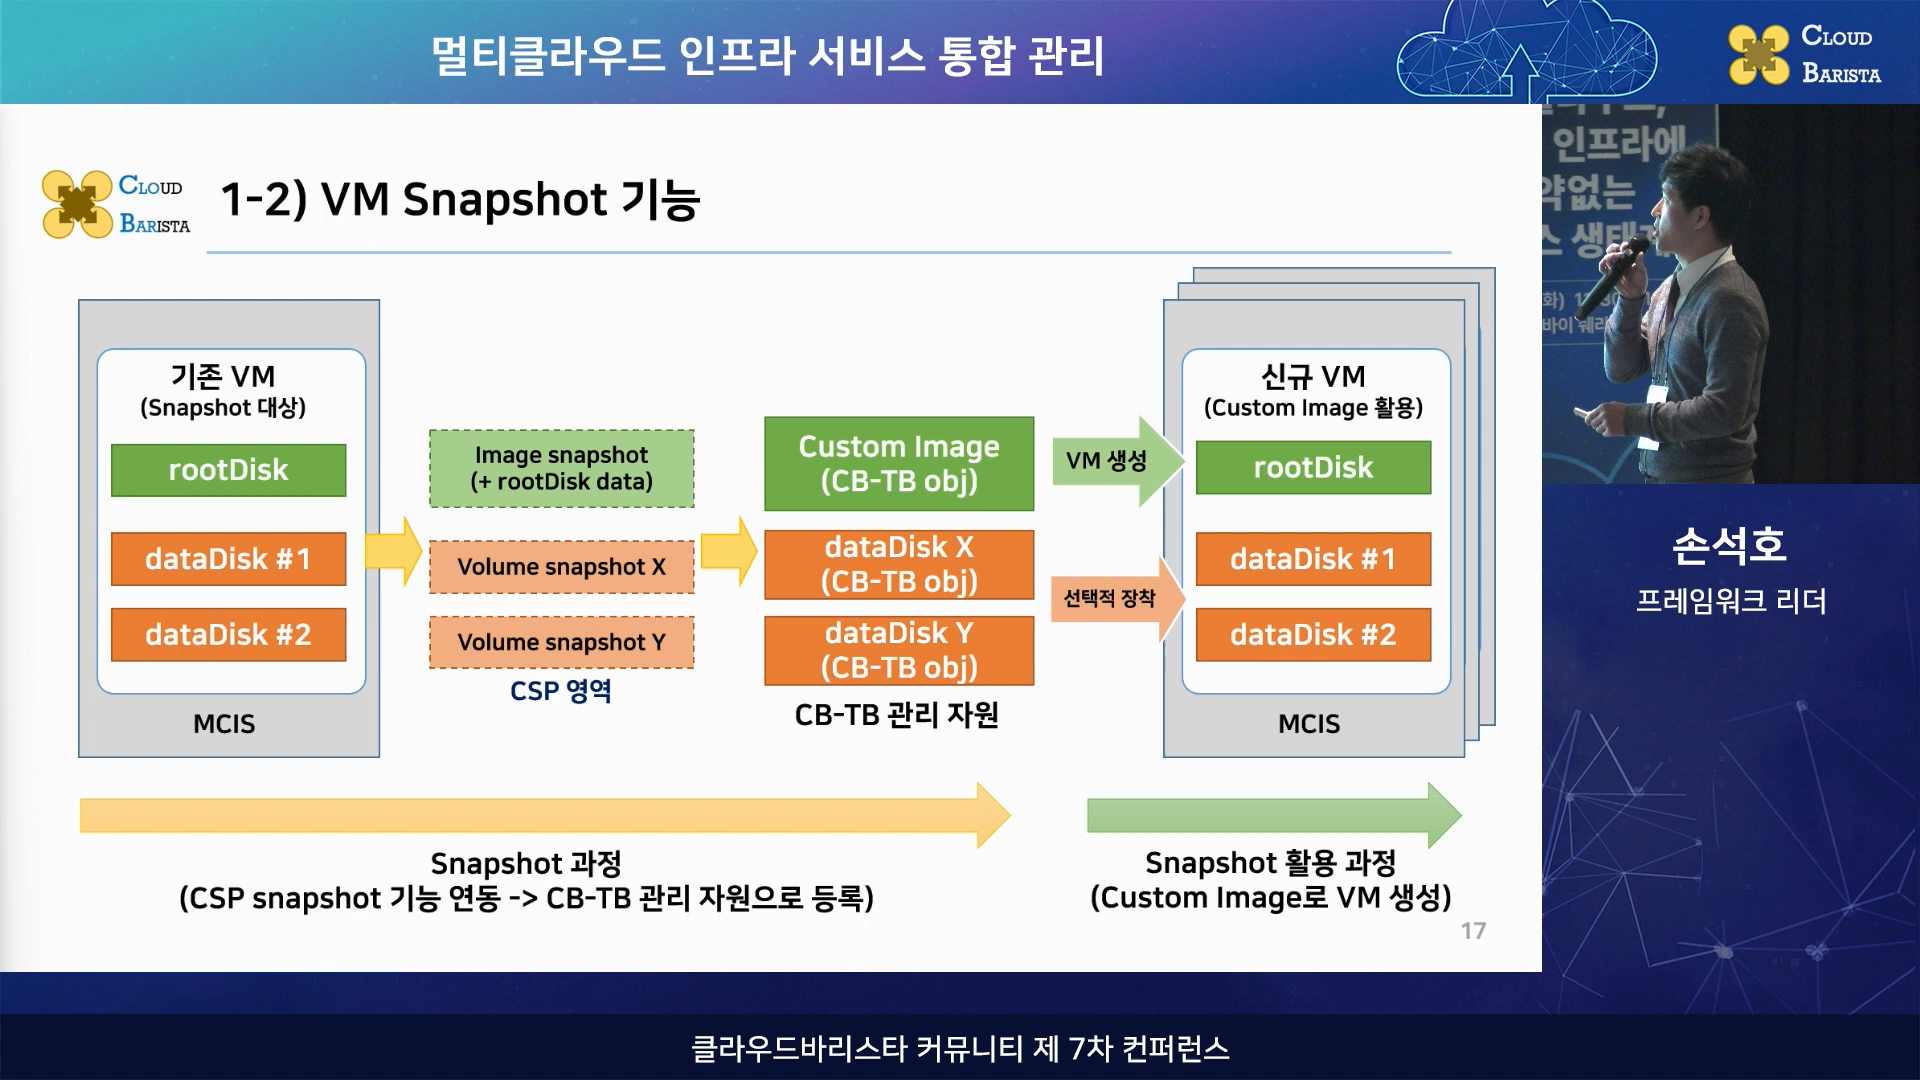 멀티클라우드 인프라 서비스 통합 관리
CLOUD
BARISTA
CLOUD
BARISTA
1-2) VM Snapshot 기능
기존 VM
(Snapshot 대상)
rootDisk
dataDisk #1
dataDisk #2
MCIS
Image snapshot
(+ rootDisk data)
Volume snapshot X
Volume snapshot Y
CSP 영역
Custom Image
(CB-TB obj)
dataDisk X
(CB-TB obj)
dataDisk Y
(CB-TB obj)
CB-TB 관리 자원
VM 생성
선택적 장착
신규 VM
(Custom Image 활용)
rootDisk
dataDisk #1
dataDisk #2
MCIS
Snapshot 과정
(CSP snapshot 기능 연동 -> CB-TB 관리 자원으로 등록)
Snapshot 활용 과정
(Custom Image로 VM 생성)
17
인프라에
약없는
스 생태
손석호
프레임워크 리더
클라우드바리스타 커뮤니티 제 7차 컨퍼런스